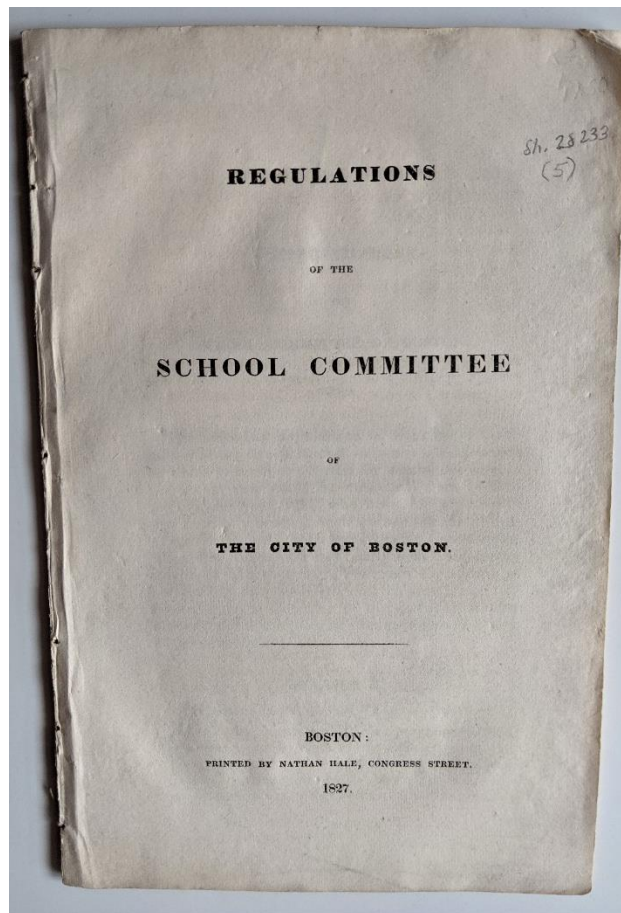 Sh. 28233
(5)
REGULATIONS
OF THE
SCHOOL COMMITTEE
OF
THE CITY OF BOSTON.
BOSTON:
PRINTED BY NATHAN HALE, CONGRESS STREET.
1827.